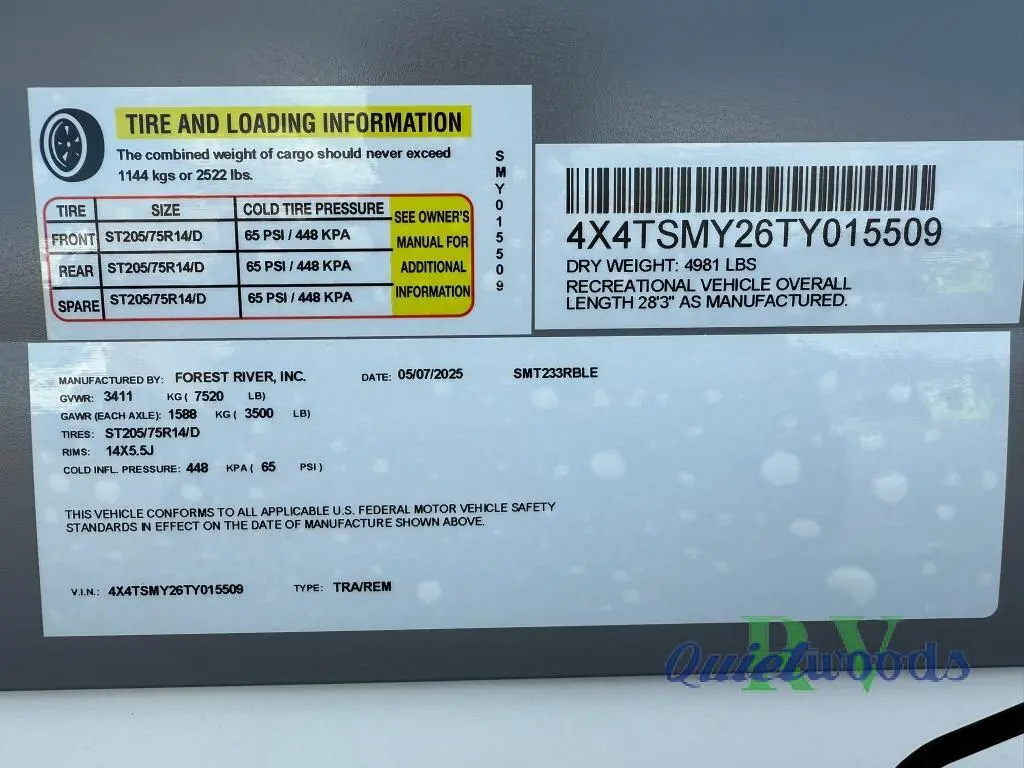 TIRE AND LOADING INFORMATION
The combined weight of cargo should never exceed
1144 kgs or 2522 lbs.
TIRE SIZE COLD TIRE PRESSURE SEE OWNER'S
FRONT ST205/75R14/D 65 PSI / 448 KPA MANUAL FOR
REAR ST205/75R14/D 65 PSI / 448 KPA ADDITIONAL
SPARE ST205/75R14/D 65 PSI / 448 KPA INFORMATION
SMY015509
4X4TSMY26TY015509
DRY WEIGHT: 4981 LBS
RECREATIONAL VEHICLE OVERALL
LENGTH 28'3" AS MANUFACTURED.
MANUFACTURED BY: FOREST RIVER, INC. DATE: 05/07/2025 SMT233RBLE
GVWR: 3411 KG ( 7520 LB)
GAWR (EACH AXLE): 1588 KG ( 3500 LB)
TIRES: ST205/75R14/D
RIMS: 14X5.5J
COLD INFL. PRESSURE: 448 KPA ( 65 PSI )
THIS VEHICLE CONFORMS TO ALL APPLICABLE U.S. FEDERAL MOTOR VEHICLE SAFETY
STANDARDS IN EFFECT ON THE DATE OF MANUFACTURE SHOWN ABOVE.
V.I.N.: 4X4TSMY26TY015509 TYPE: TRA/REM
Quietwoods RV